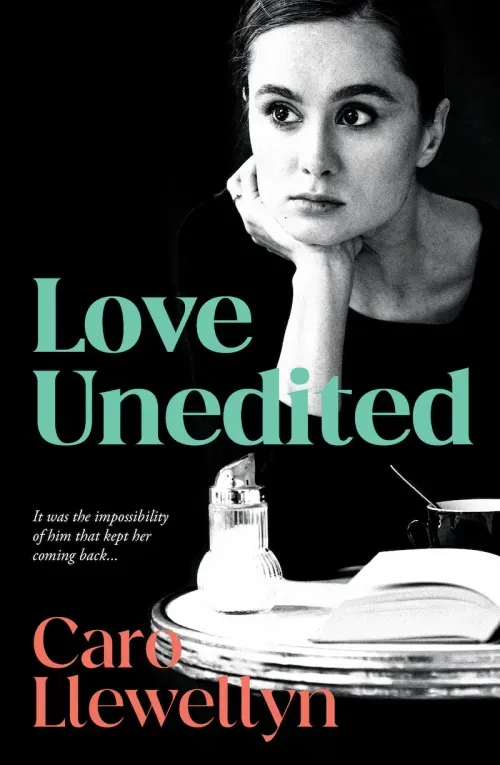 Love
Unedited
It was the impossibility
of him that kept her
coming back...
Caro
Llewellyn